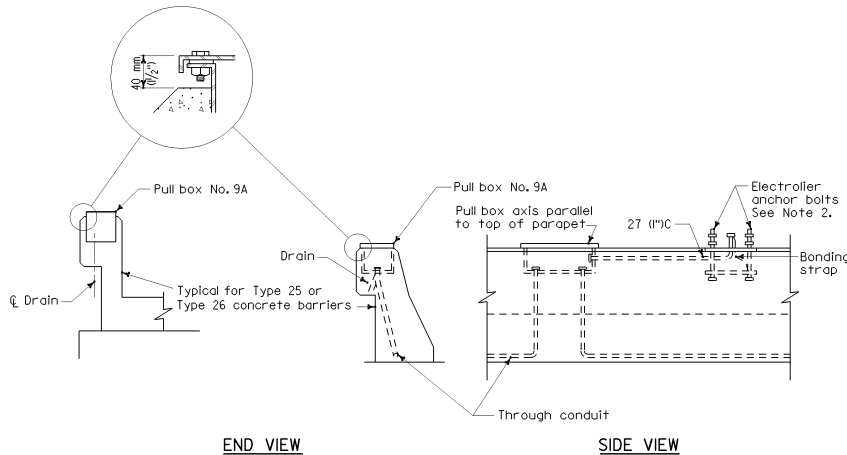 40 mm
(1/2")
Pull box No. 9A
Pull box No. 9A
Pull box axis parallel
to top of parapet
27 (1")C
Electrolier
anchor bolts
See Note 2.
Drain
Bonding
strap
℄ Drain
Typical for Type 25 or
Type 26 concrete barriers
Through conduit
END VIEW
SIDE VIEW